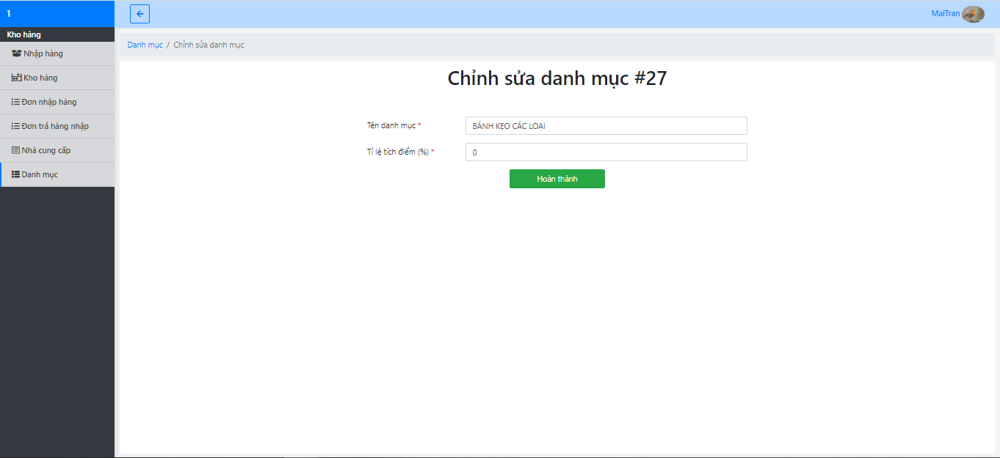 1
MaiTran
Kho hàng
Nhập hàng
Kho hàng
Đơn nhập hàng
Đơn trả hàng nhập
Nhà cung cấp
Danh mục
Danh mục / Chỉnh sửa danh mục
Chỉnh sửa danh mục #27
Tên danh mục * BÁNH KẸO CÁC LOẠI
Tỉ lệ tích điểm (%) * 0
Hoàn thành